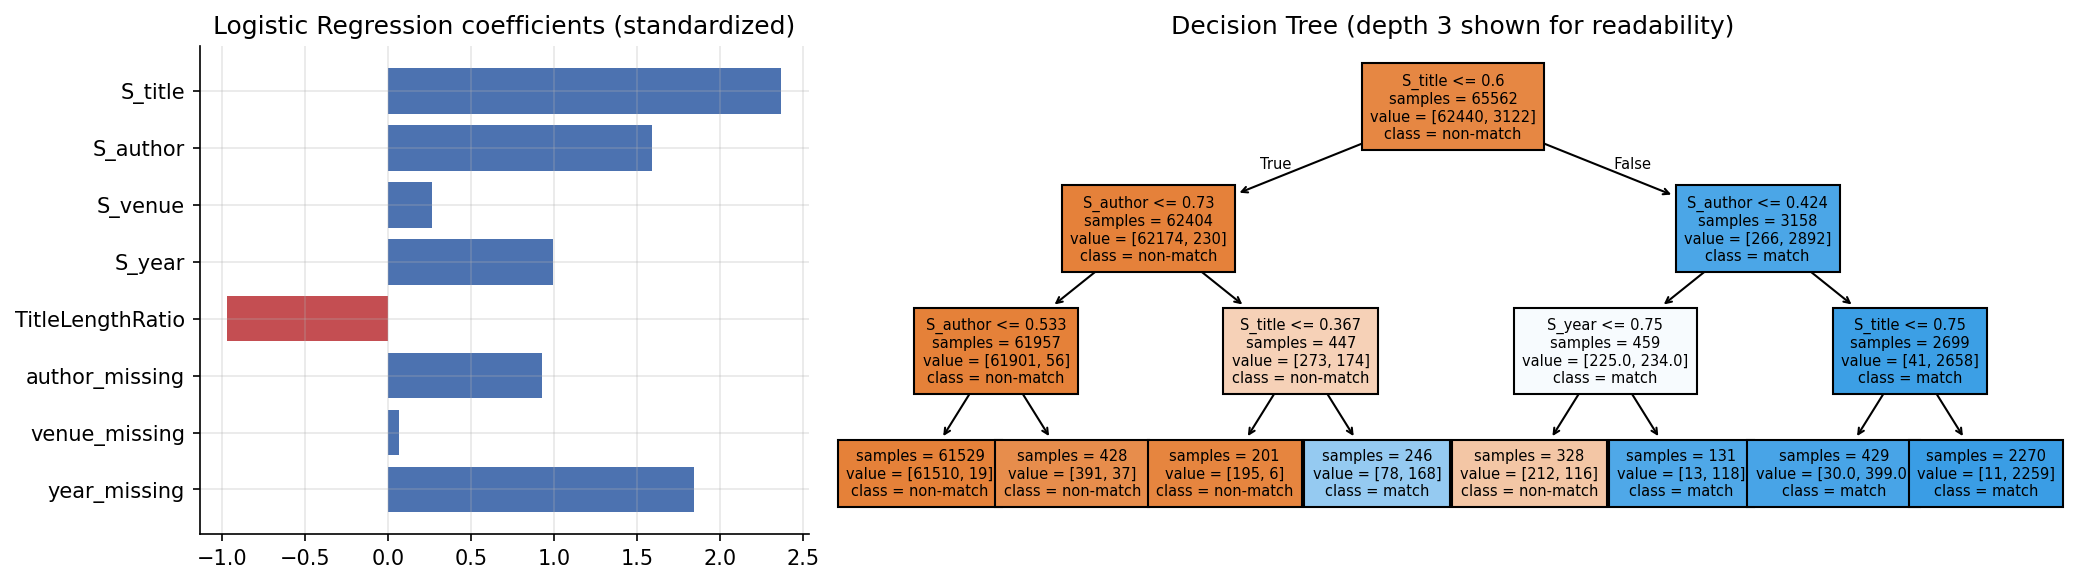 Logistic Regression coefficients (standardized)
S_title
S_author
S_venue
S_year
TitleLengthRatio
author_missing
venue_missing
year_missing
−1.0 −0.5 0.0 0.5 1.0 1.5 2.0 2.5
Decision Tree (depth 3 shown for readability)
S_title <= 0.6
samples = 65562
value = [62440, 3122]
class = non-match
True
False
S_author <= 0.73
samples = 62404
value = [62174, 230]
class = non-match
S_author <= 0.424
samples = 3158
value = [266, 2892]
class = match
S_author <= 0.533
samples = 61957
value = [61901, 56]
class = non-match
S_title <= 0.367
samples = 447
value = [273, 174]
class = non-match
S_year <= 0.75
samples = 459
value = [225.0, 234.0]
class = match
S_title <= 0.75
samples = 2699
value = [41, 2658]
class = match
samples = 61529
value = [61510, 19]
class = non-match
samples = 428
value = [391, 37]
class = non-match
samples = 201
value = [195, 6]
class = non-match
samples = 246
value = [78, 168]
class = match
samples = 328
value = [212, 116]
class = non-match
samples = 131
value = [13, 118]
class = match
samples = 429
value = [30.0, 399.0
class = match
samples = 2270
value = [11, 2259]
class = match